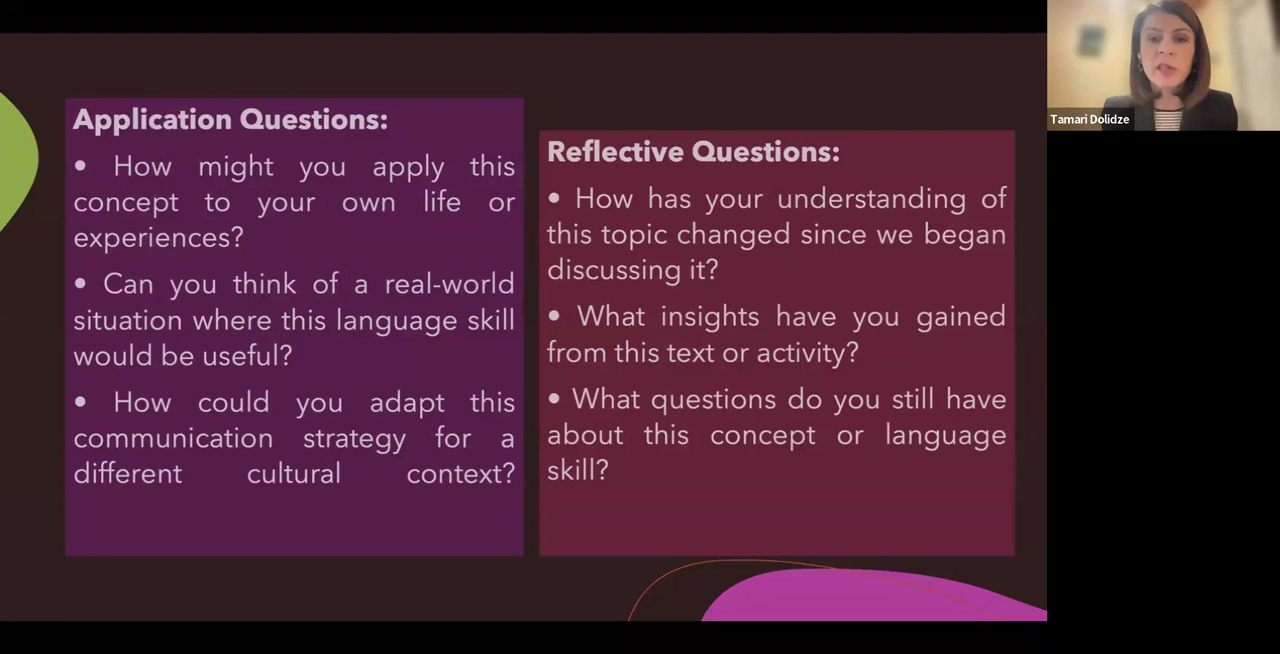 Application Questions:
• How might you apply this
concept to your own life or
experiences?
• Can you think of a real-world
situation where this language skill
would be useful?
• How could you adapt this
communication strategy for a
different cultural context?
Reflective Questions:
• How has your understanding of
this topic changed since we began
discussing it?
• What insights have you gained
from this text or activity?
• What questions do you still have
about this concept or language
skill?
Tamari Dolidze